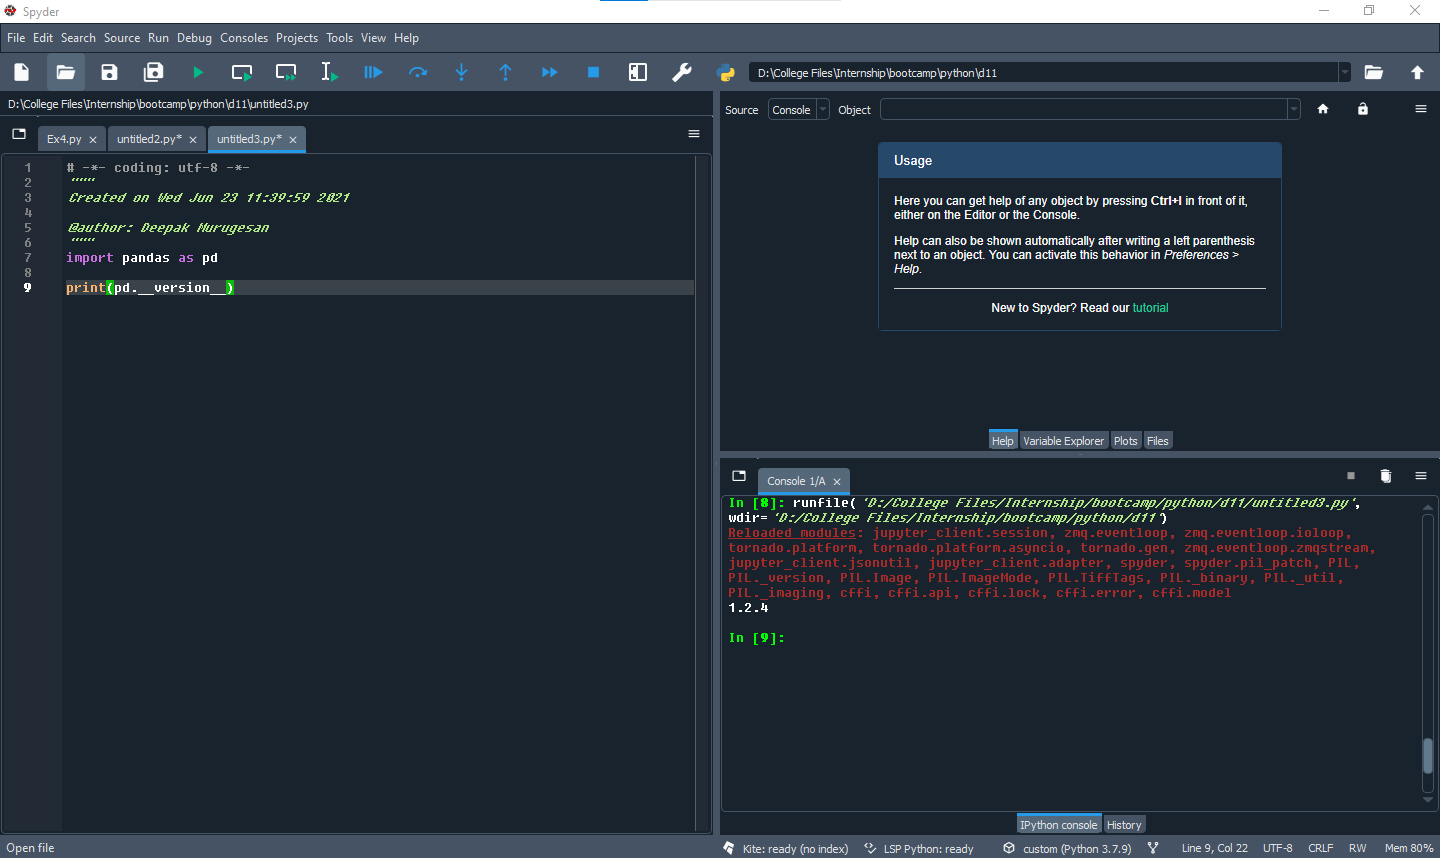 Spyder
File Edit Search Source Run Debug Consoles Projects Tools View Help
D:\College Files\Internship\bootcamp\python\d11
D:\College Files\Internship\bootcamp\python\d11\untitled3.py
Ex4.py
untitled2.py*
untitled3.py*
1 # -*- coding: utf-8 -*-
2 """
3 Created on Wed Jun 23 11:39:59 2021
4
5 @author: Deepak Murugesan
6 """
7 import pandas as pd
8
9 print(pd.__version__)
Source Console Object
Usage
Here you can get help of any object by pressing Ctrl+I in front of it,
either on the Editor or the Console.
Help can also be shown automatically after writing a left parenthesis
next to an object. You can activate this behavior in Preferences >
Help.
New to Spyder? Read our tutorial
Help Variable Explorer Plots Files
Console 1/A
In [8]: runfile('D:/College Files/Internship/bootcamp/python/d11/untitled3.py',
wdir='D:/College Files/Internship/bootcamp/python/d11')
Reloaded modules: jupyter_client.session, zmq.eventloop, zmq.eventloop.ioloop,
tornado.platform, tornado.platform.asyncio, tornado.gen, zmq.eventloop.zmqstream,
jupyter_client.jsonutil, jupyter_client.adapter, spyder, spyder.pil_patch, PIL,
PIL._version, PIL.Image, PIL.ImageMode, PIL.TiffTags, PIL._binary, PIL._util,
PIL._imaging, cffi, cffi.api, cffi.lock, cffi.error, cffi.model
1.2.4
In [9]:
IPython console History
Open file
Kite: ready (no index) LSP Python: ready custom (Python 3.7.9) Line 9, Col 22 UTF-8 CRLF RW Mem 80%